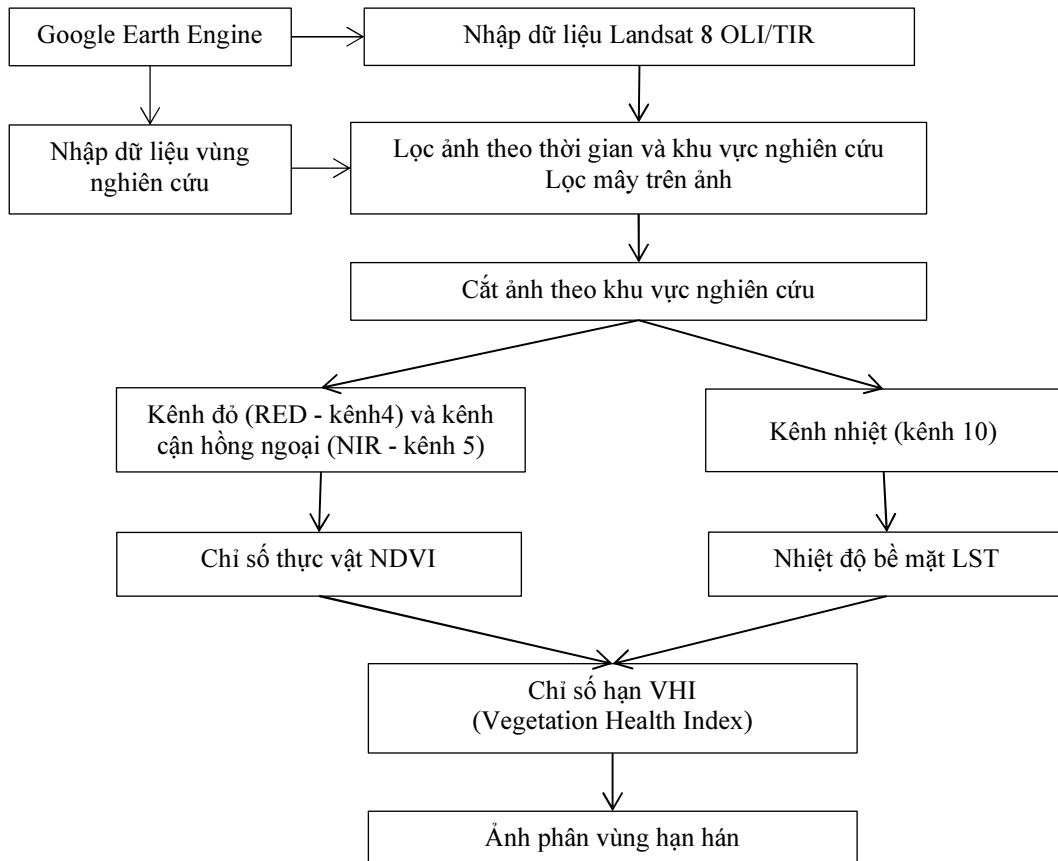 Google Earth Engine
Nhập dữ liệu Landsat 8 OLI/TIR
Nhập dữ liệu vùng
nghiên cứu
Lọc ảnh theo thời gian và khu vực nghiên cứu
Lọc mây trên ảnh
Cắt ảnh theo khu vực nghiên cứu
Kênh đỏ (RED - kênh4) và kênh
cận hồng ngoại (NIR - kênh 5)
Kênh nhiệt (kênh 10)
Chỉ số thực vật NDVI
Nhiệt độ bề mặt LST
Chỉ số hạn VHI
(Vegetation Health Index)
Ảnh phân vùng hạn hán